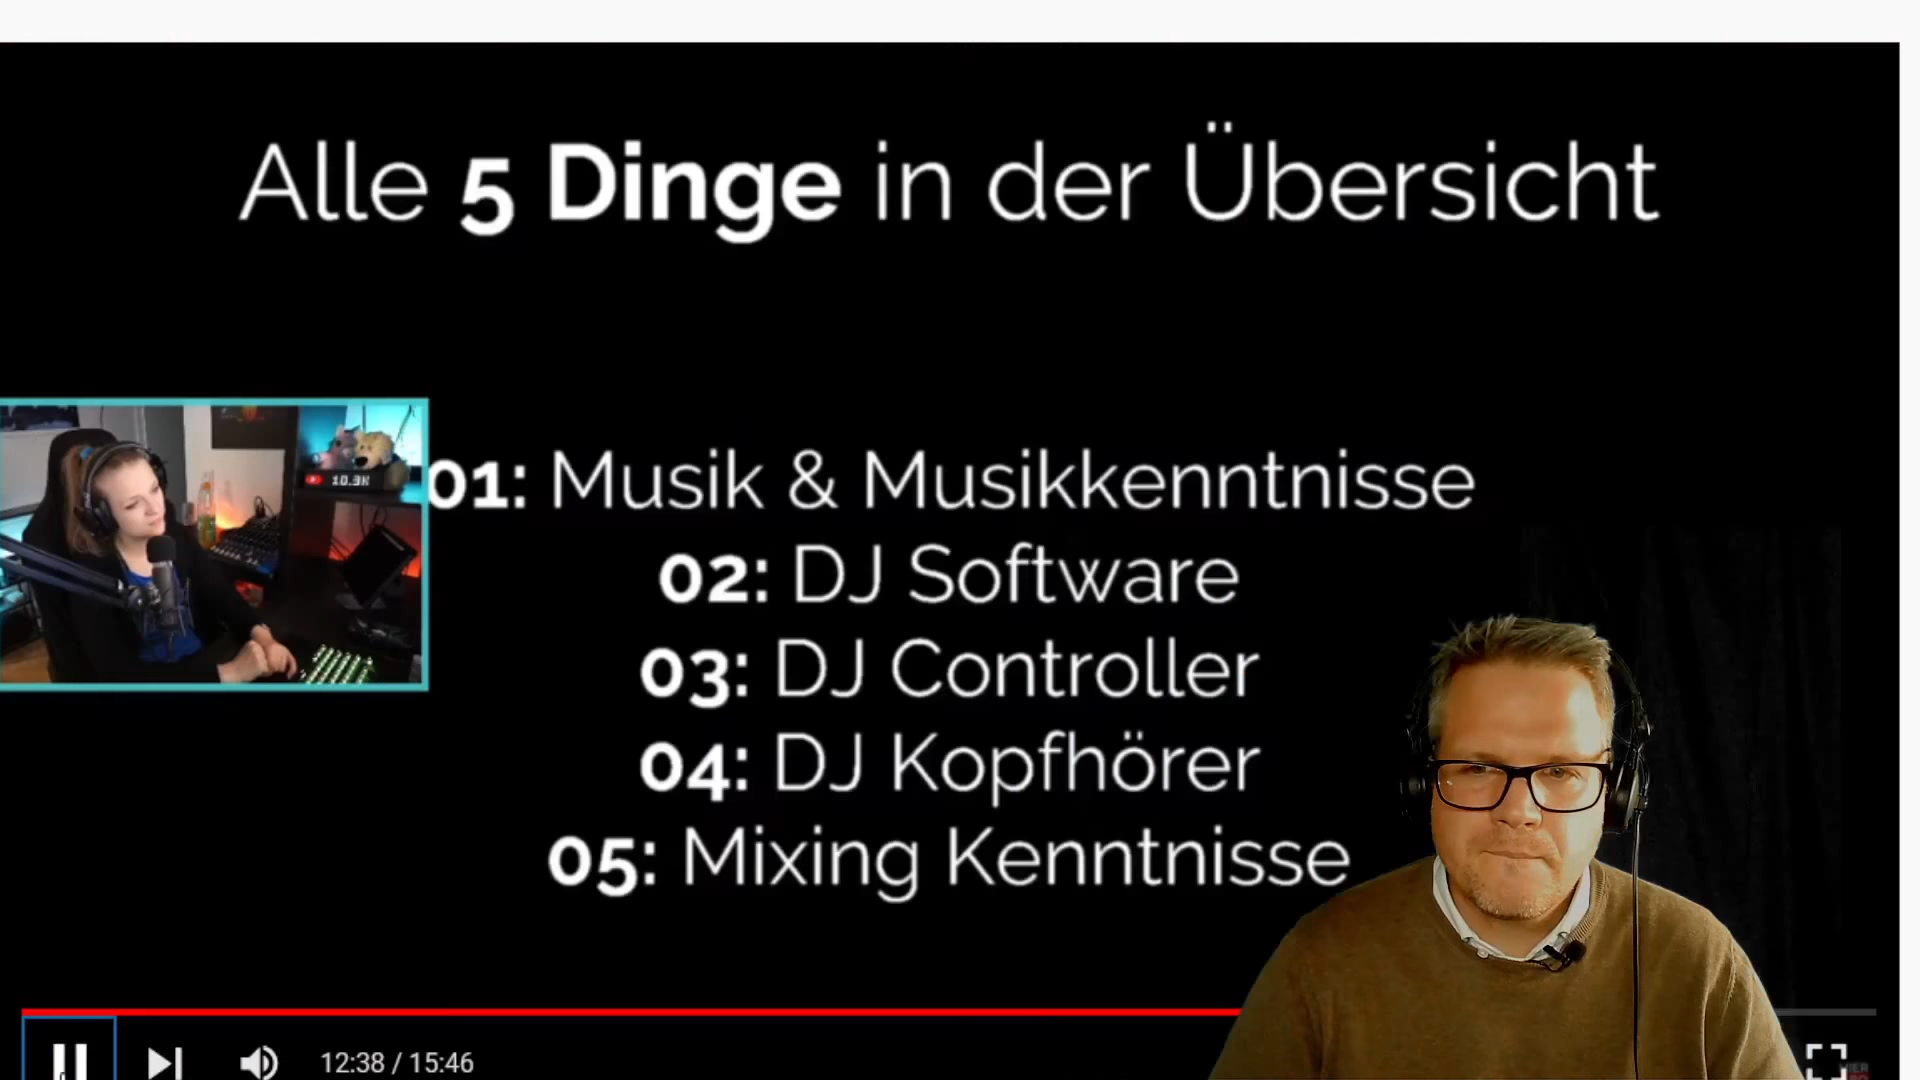 Alle 5 Dinge in der Übersicht
10.3K
01: Musik & Musikkenntnisse
02: DJ Software
03: DJ Controller
04: DJ Kopfhörer
05: Mixing Kenntnisse
12:38 / 15:46